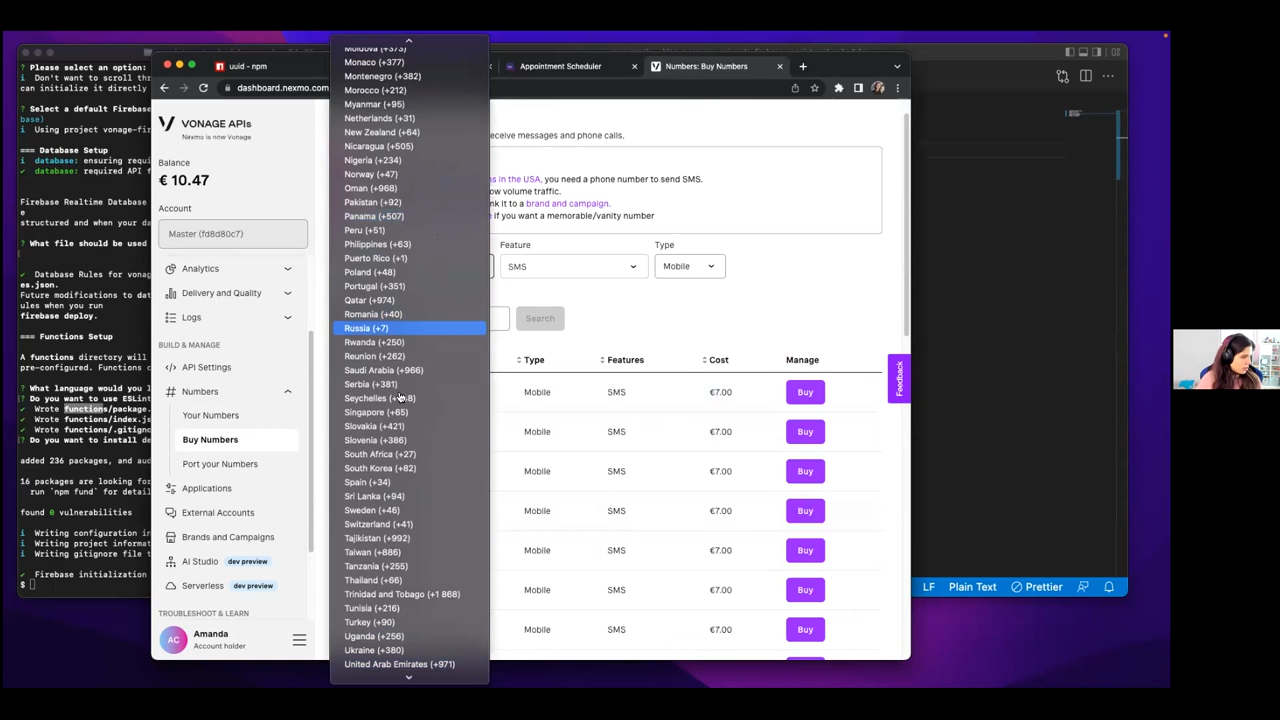 ? Please select an option:
i Don't want to scroll thr
can initialize it directly
? Select a default Firebase
base)
i Using project vonage-fir
=== Database Setup
i database: ensuring requi
✔ database: required API f
Firebase Realtime Database
e
structured and when your da
? What file should be used
✔ Database Rules for vonag
es.json.
Future modifications to dat
ules when you run
firebase deploy.
=== Functions Setup
A functions directory will
pre-configured. Functions c
? What language would you l
? Do you want to use ESLint
✔ Wrote functions/package.
✔ Wrote functions/index.js
✔ Wrote functions/.gitigno
? Do you want to install de
added 236 packages, and aud
16 packages are looking for
run `npm fund` for detail
found 0 vulnerabilities
i Writing configuration in
i Writing project informat
i Writing gitignore file t
✔ Firebase initialization
$
uuid - npm
Appointment Scheduler
Numbers: Buy Numbers
dashboard.nexmo.com
VONAGE APIs
Nexmo is now Vonage
Balance
€ 10.47
Account
Master (fd8d80c7)
Analytics
Delivery and Quality
Logs
BUILD & MANAGE
API Settings
Numbers
Your Numbers
Buy Numbers
Port your Numbers
Applications
External Accounts
Brands and Campaigns
AI Studio dev preview
Serverless dev preview
TROUBLESHOOT & LEARN
AC
Amanda
Account holder
Moldova (+373)
Monaco (+377)
Montenegro (+382)
Morocco (+212)
Myanmar (+95)
Netherlands (+31)
New Zealand (+64)
Nicaragua (+505)
Nigeria (+234)
Norway (+47)
Oman (+968)
Pakistan (+92)
Panama (+507)
Peru (+51)
Philippines (+63)
Puerto Rico (+1)
Poland (+48)
Portugal (+351)
Qatar (+974)
Romania (+40)
Russia (+7)
Rwanda (+250)
Reunion (+262)
Saudi Arabia (+966)
Serbia (+381)
Seychelles
Singapore (+65)
Slovakia (+421)
Slovenia (+386)
South Africa (+27)
South Korea (+82)
Spain (+34)
Sri Lanka (+94)
Sweden (+46)
Switzerland (+41)
Tajikistan (+992)
Taiwan (+886)
Tanzania (+255)
Thailand (+66)
Trinidad and Tobago (+1 868)
Tunisia (+216)
Turkey (+90)
Uganda (+256)
Ukraine (+380)
United Arab Emirates (+971)
eceive messages and phone calls.
ns in the USA, you need a phone number to send SMS.
ow volume traffic.
nk it to a brand and campaign.
if you want a memorable/vanity number
Feature
Type
SMS
Mobile
Search
Type Features Cost Manage
Mobile SMS €7.00 Buy
Mobile SMS €7.00 Buy
Mobile SMS €7.00 Buy
Mobile SMS €7.00 Buy
Mobile SMS €7.00 Buy
Mobile SMS €7.00 Buy
Mobile SMS €7.00 Buy
Feedback
LF Plain Text Prettier